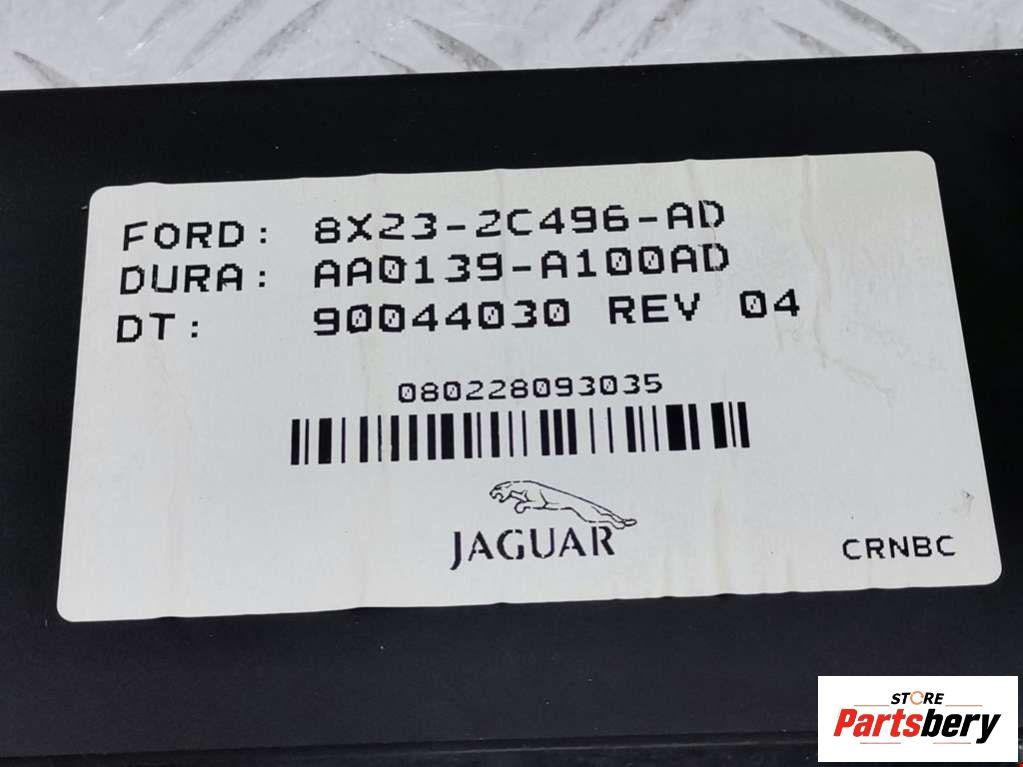 FORD: 8X23-2C496-AD
DURA: AA0139-A100AD
DT: 90044030 REV 04
080228093035
JAGUAR
CRNBC
STORE
Partsbery